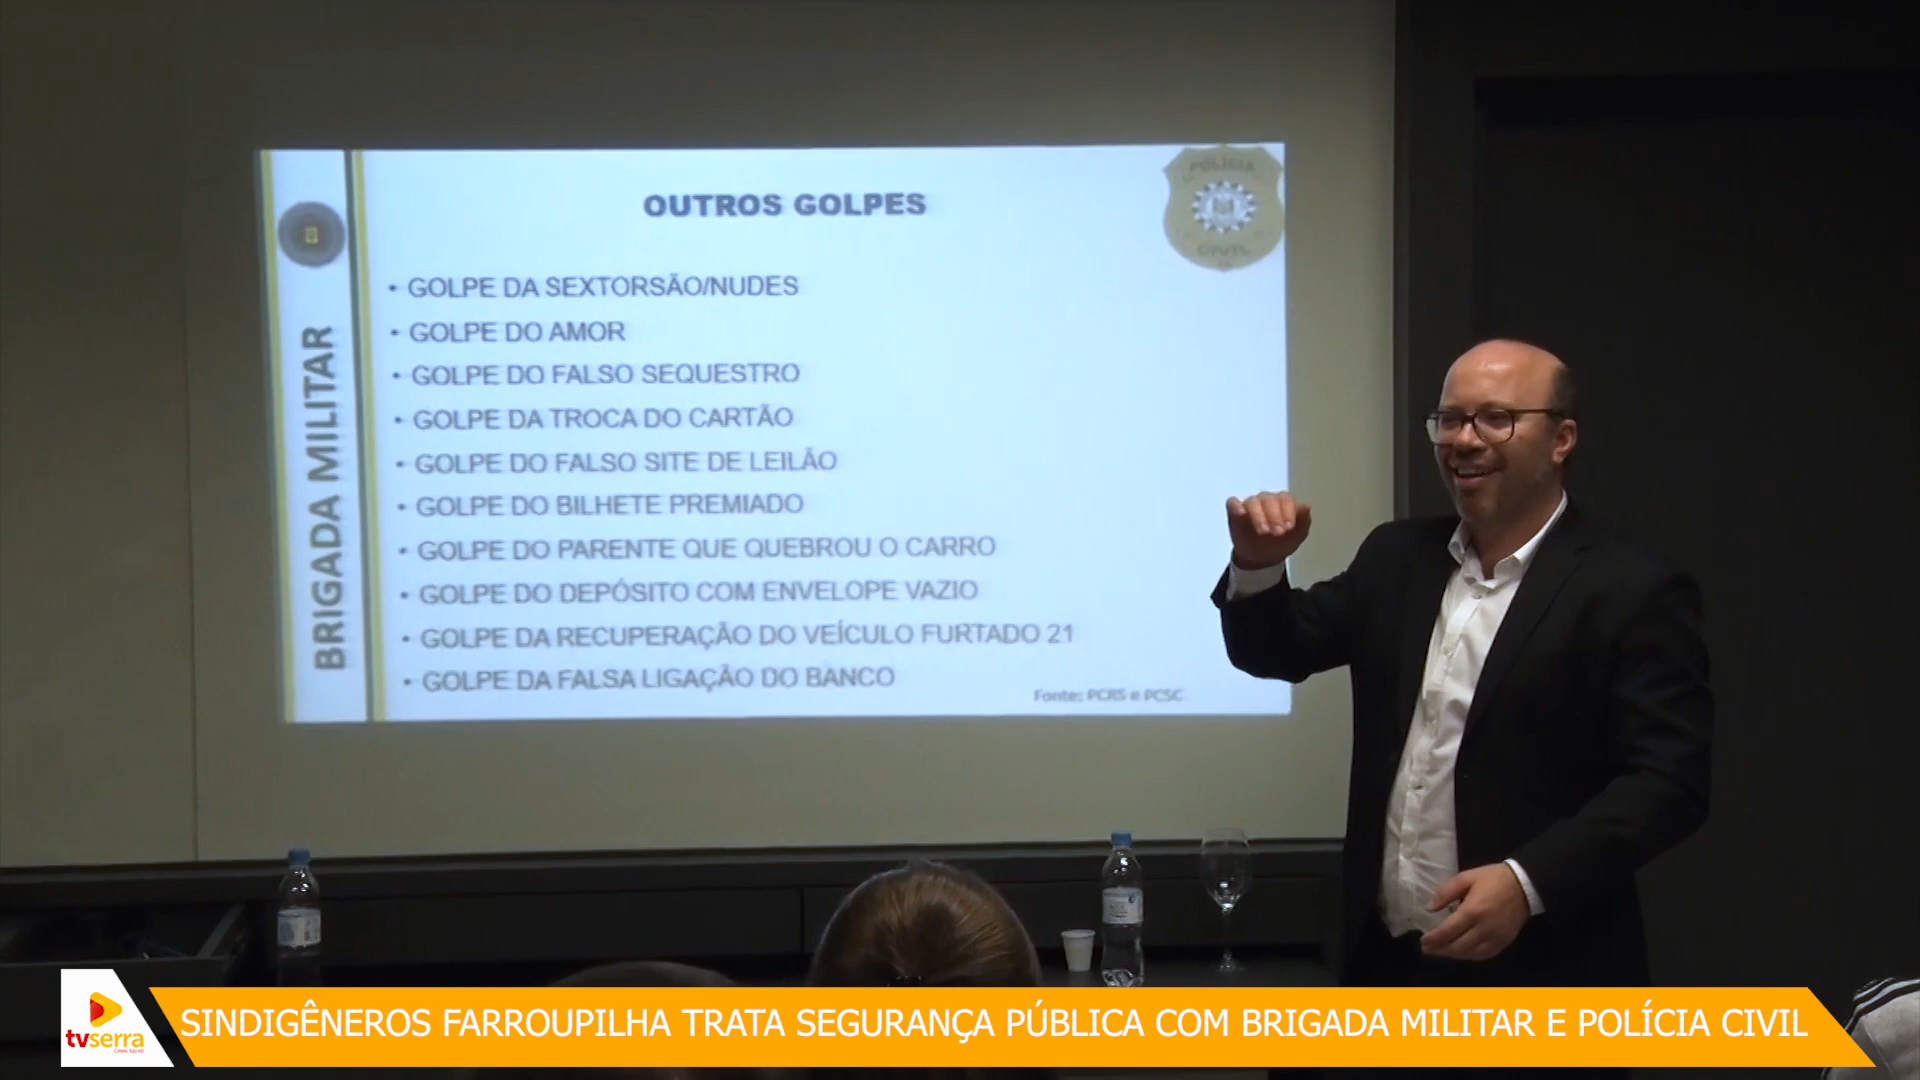 OUTROS GOLPES
POLÍCIA
CIVIL
BRIGADA MILITAR
• GOLPE DA SEXTORSÃO/NUDES
• GOLPE DO AMOR
• GOLPE DO FALSO SEQUESTRO
• GOLPE DA TROCA DO CARTÃO
• GOLPE DO FALSO SITE DE LEILÃO
• GOLPE DO BILHETE PREMIADO
• GOLPE DO PARENTE QUE QUEBROU O CARRO
• GOLPE DO DEPÓSITO COM ENVELOPE VAZIO
• GOLPE DA RECUPERAÇÃO DO VEÍCULO FURTADO 21
• GOLPE DA FALSA LIGAÇÃO DO BANCO
Fonte: PCRS e PCSC
tvserra
SINDIGÊNEROS FARROUPILHA TRATA SEGURANÇA PÚBLICA COM BRIGADA MILITAR E POLÍCIA CIVIL